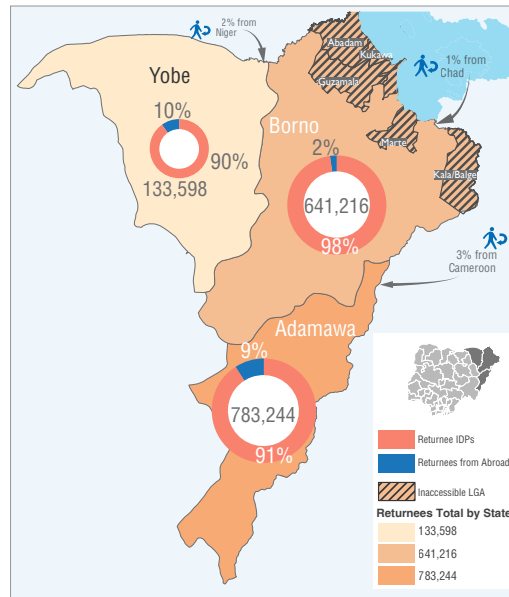 2% from
Niger
Yobe
10%
90%
133,598
Abadam
Kukawa
Guzamala
1% from
Chad
Borno
Marte
2%
Kala/Balge
641,216
98%
3% from
Cameroon
Adamawa
9%
783,244
91%
Returnee IDPs
Returnees from Abroad
Inaccessible LGA
Returnees Total by State
133,598
641,216
783,244